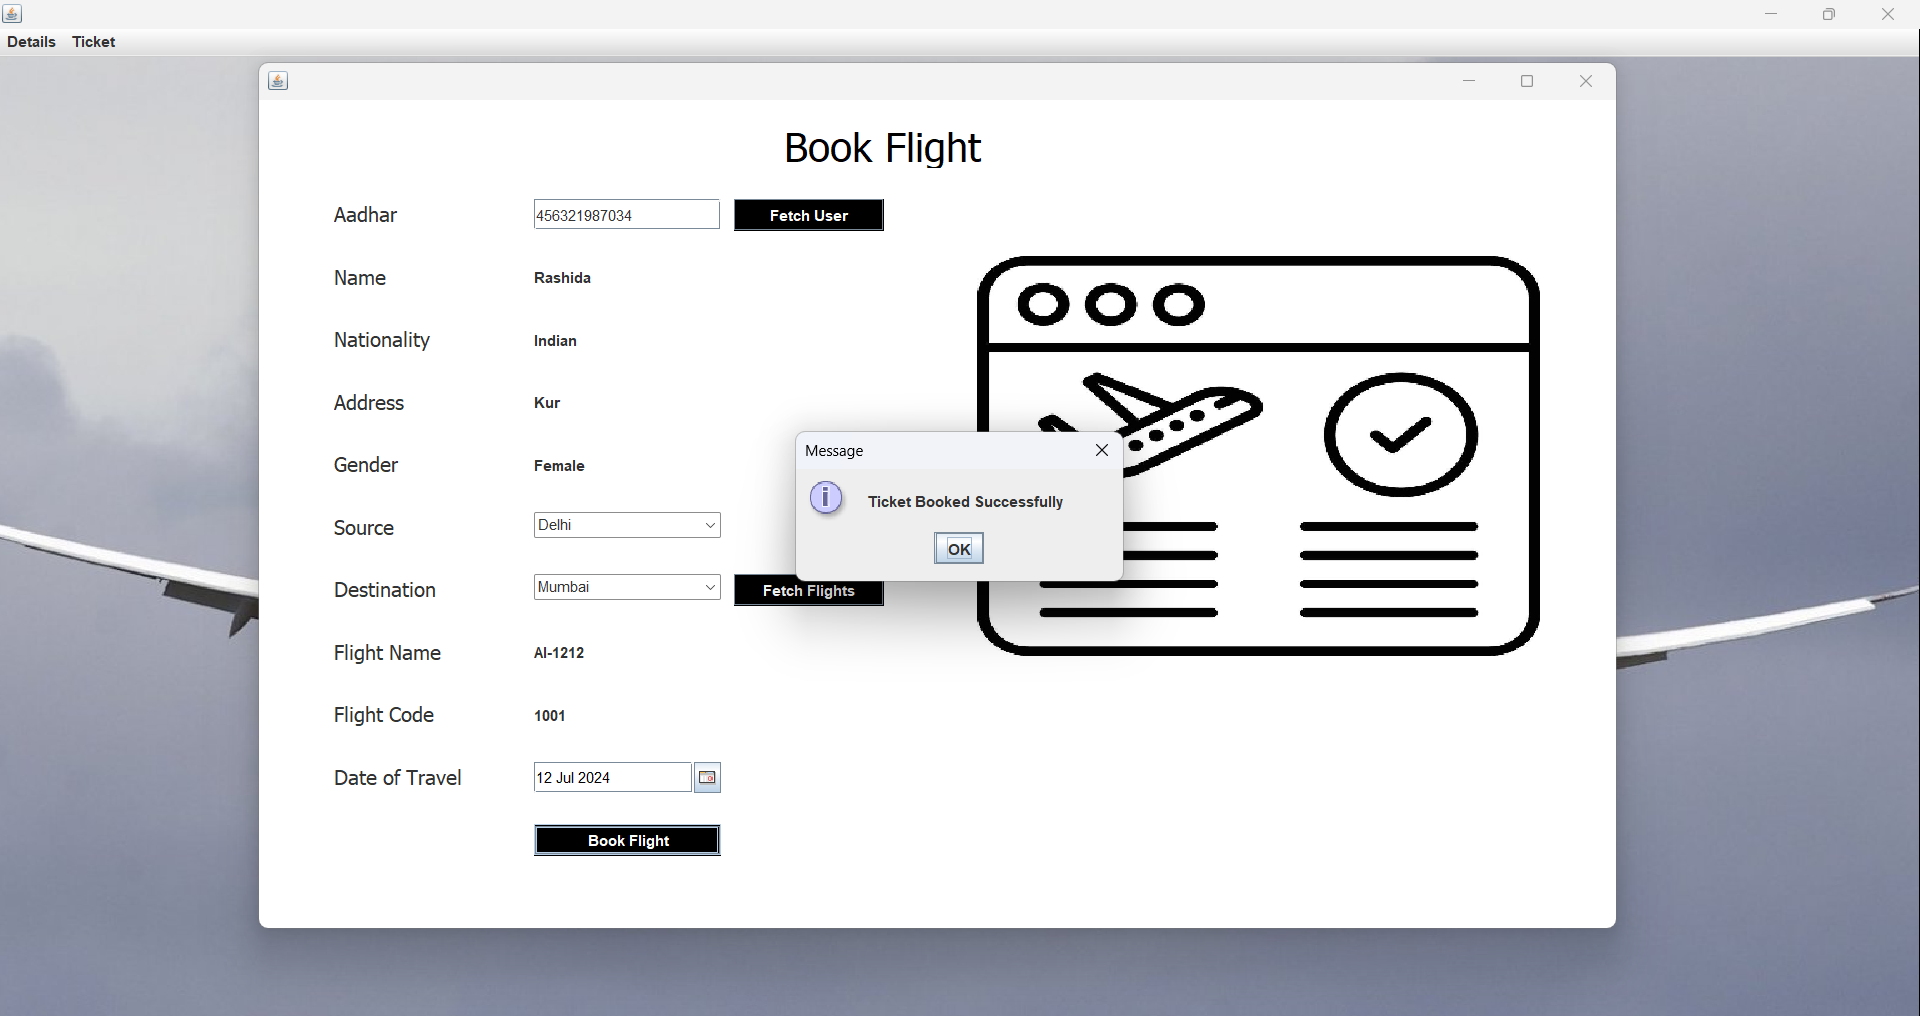 Details Ticket
Book Flight
Aadhar 456321987034 Fetch User
Name Rashida
Nationality Indian
Address Kur
Gender Female
Source Delhi
Destination Mumbai Fetch Flights
Flight Name AI-1212
Flight Code 1001
Date of Travel 12 Jul 2024
Book Flight
Message
Ticket Booked Successfully
OK